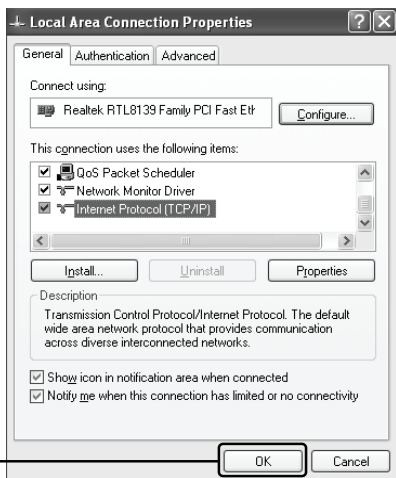 Local Area Connection Properties
General Authentication Advanced
Connect using:
Realtek RTL8139 Family PCI Fast Eth
Configure...
This connection uses the following items:
QoS Packet Scheduler
Network Monitor Driver
Internet Protocol (TCP/IP)
Install... Uninstall Properties
Description
Transmission Control Protocol/Internet Protocol. The default
wide area network protocol that provides communication
across diverse interconnected networks.
Show icon in notification area when connected
Notify me when this connection has limited or no connectivity
OK Cancel